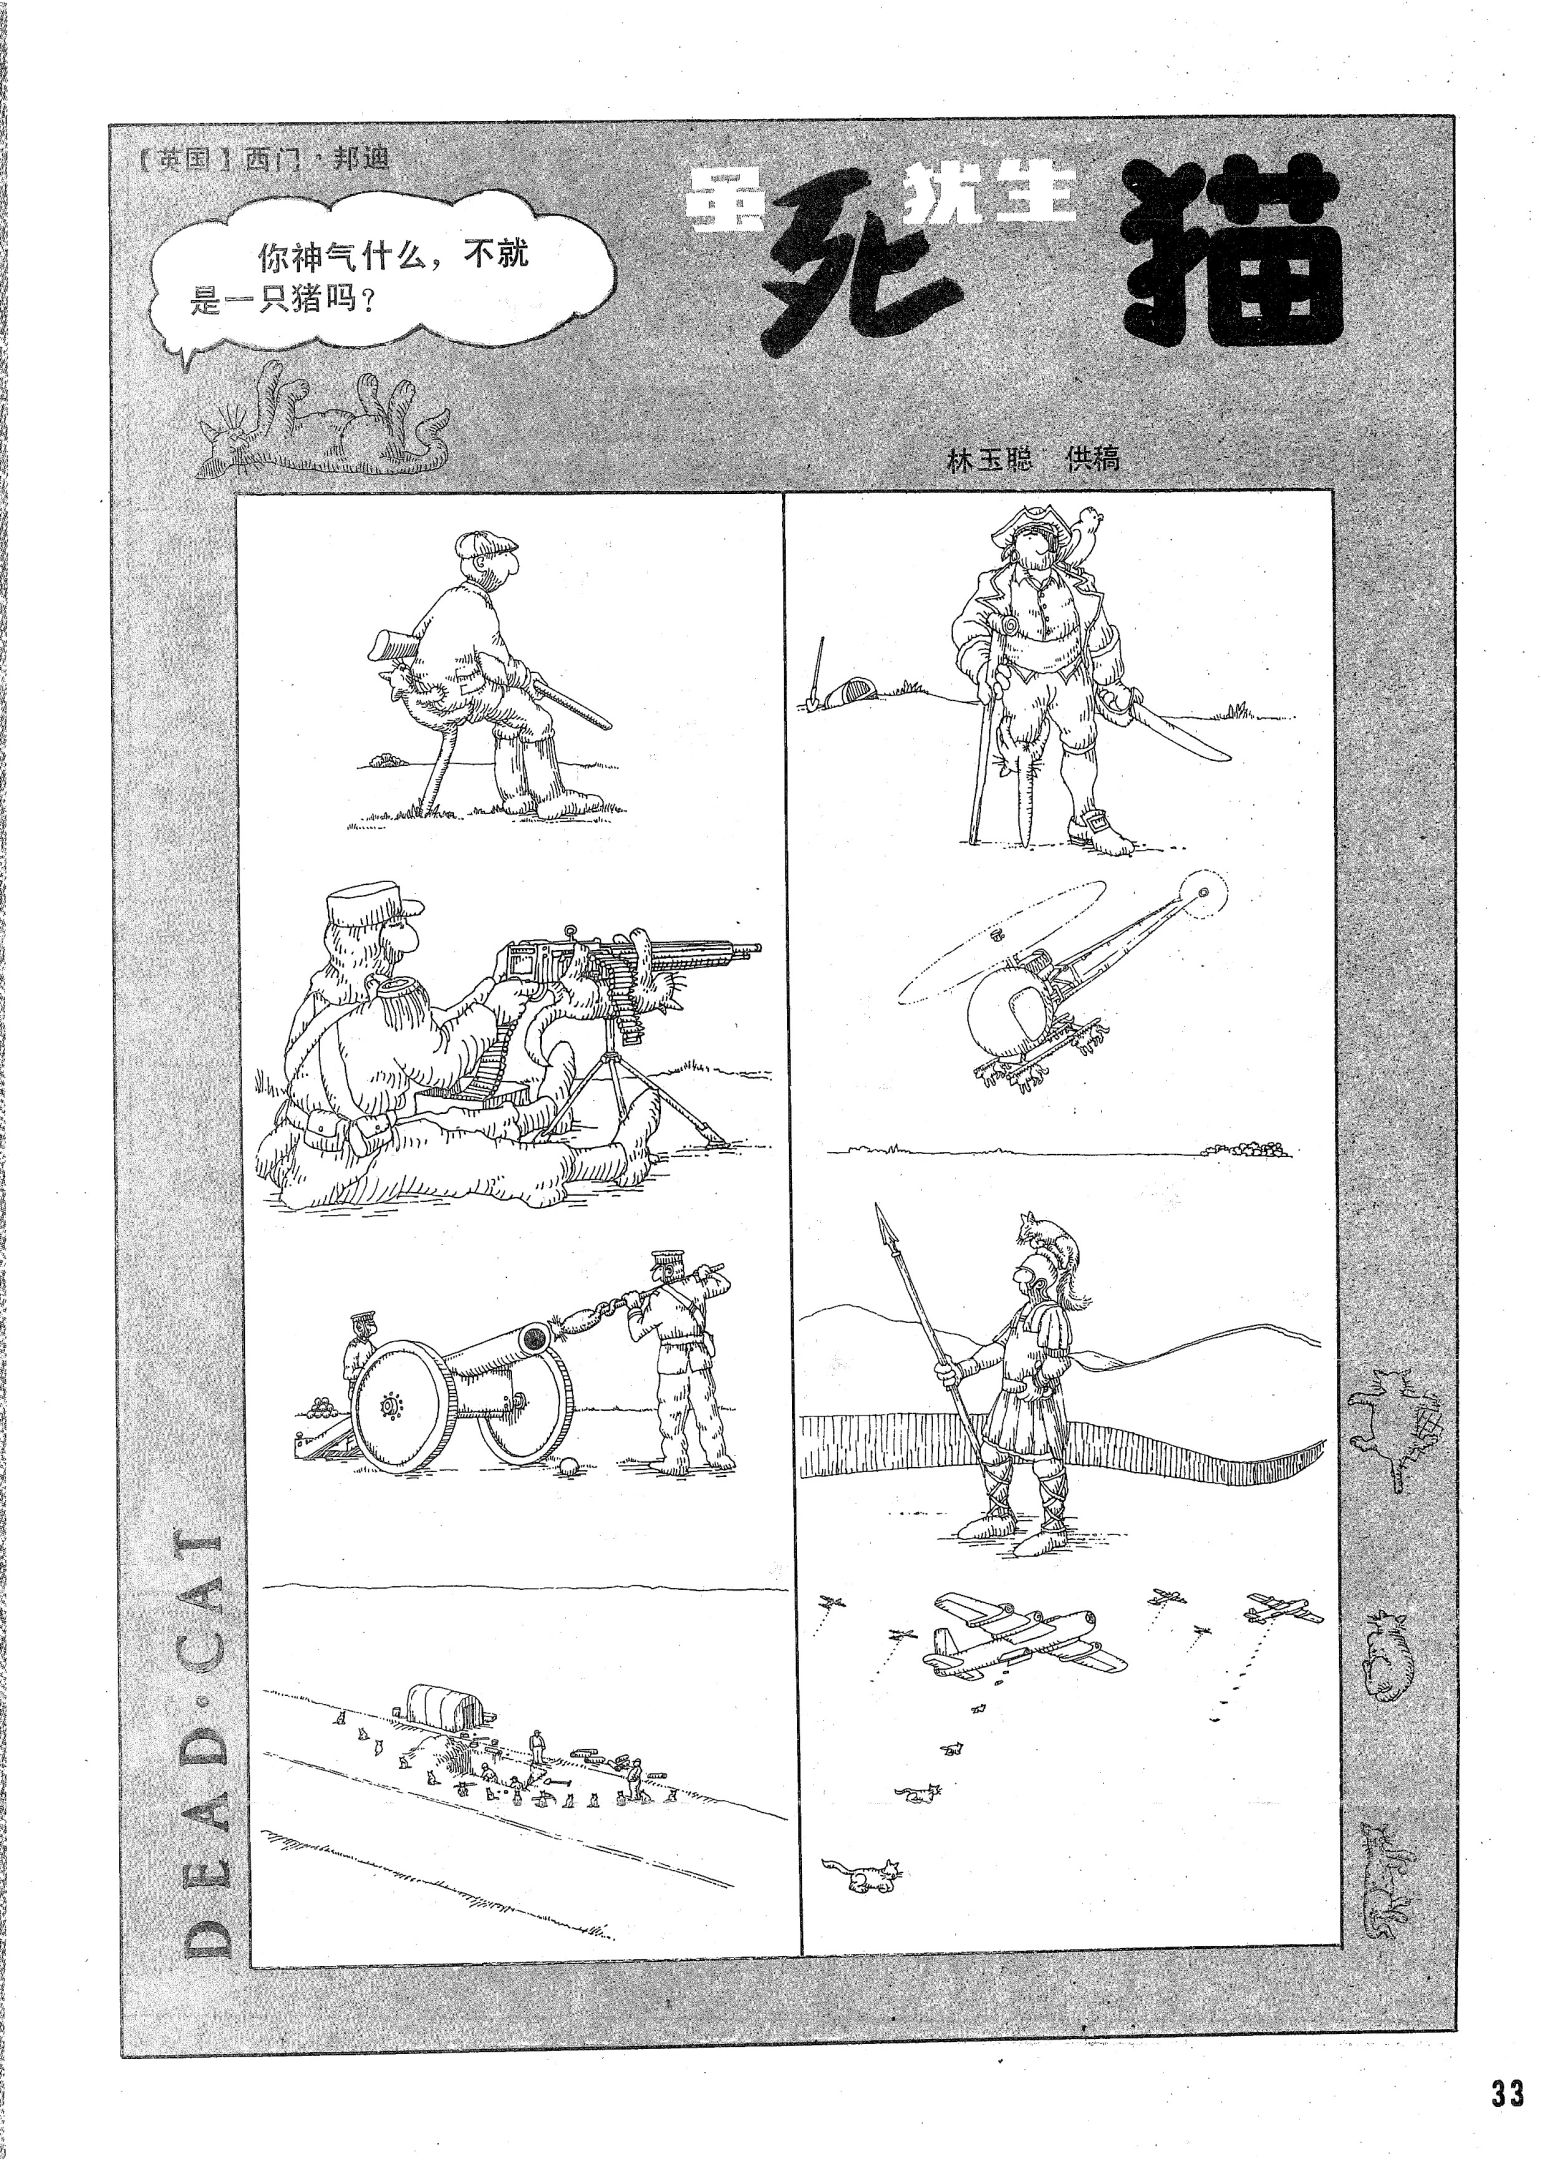 【英国】西门·邦迪
虽死犹生 猫
你神气什么，不就
是一只猪吗？
林玉聪 供稿
DEAD·CAT
33